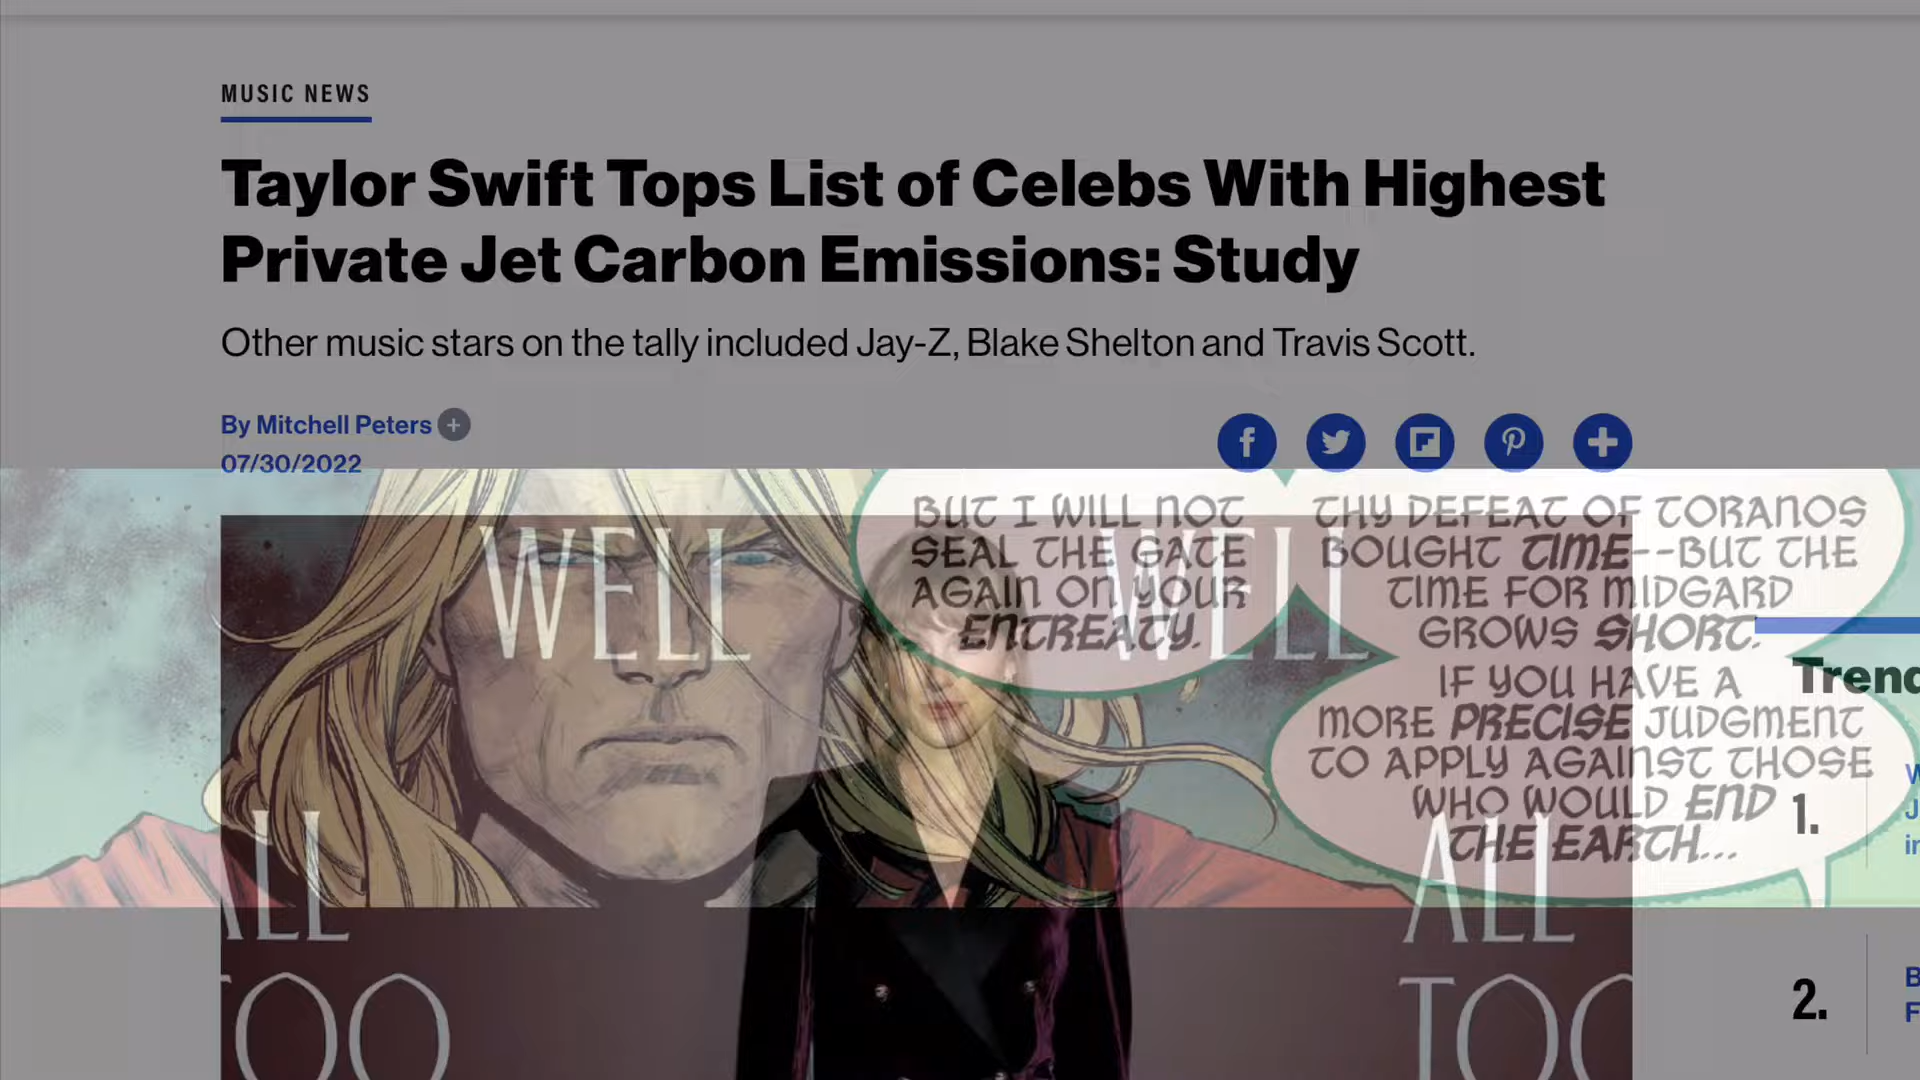 MUSIC NEWS
Taylor Swift Tops List of Celebs With Highest
Private Jet Carbon Emissions: Study
Other music stars on the tally included Jay-Z, Blake Shelton and Travis Scott.
By Mitchell Peters
07/30/2022
BUT I WILL NOT
SEAL THE GATE
AGAIN ON YOUR
ENTREATY.
THY DEFEAT OF TORANOS
BOUGHT TIME--BUT THE
TIME FOR MIDGARD
GROWS SHORT.
IF YOU HAVE A
MORE PRECISE JUDGMENT
TO APPLY AGAINST THOSE
WHO WOULD END
THE EARTH...
WELL
WELL
ALL
ALL
TOO
TOO
1.
2.